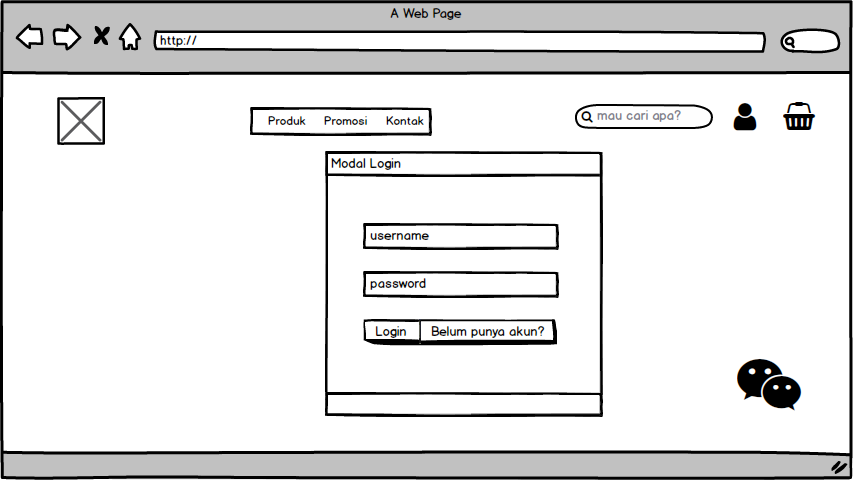 A Web Page
http://
Produk Promosi Kontak
mau cari apa?
Modal Login
username
password
Login Belum punya akun?